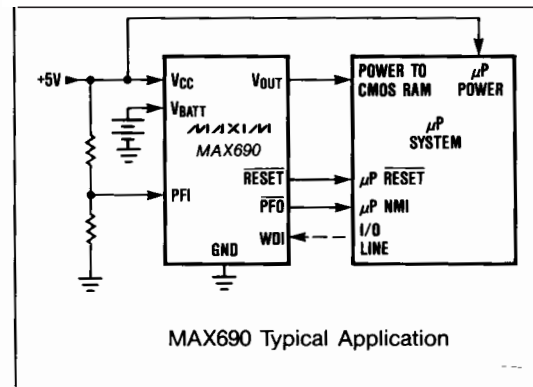 +5V
VCC
VBATT
VOUT
MAXIM
MAX690
RESET
PFI
PFO
WDI
GND
POWER TO
CMOS RAM
µP
POWER
µP
SYSTEM
µP RESET
µP NMI
I/O
LINE
MAX690 Typical Application